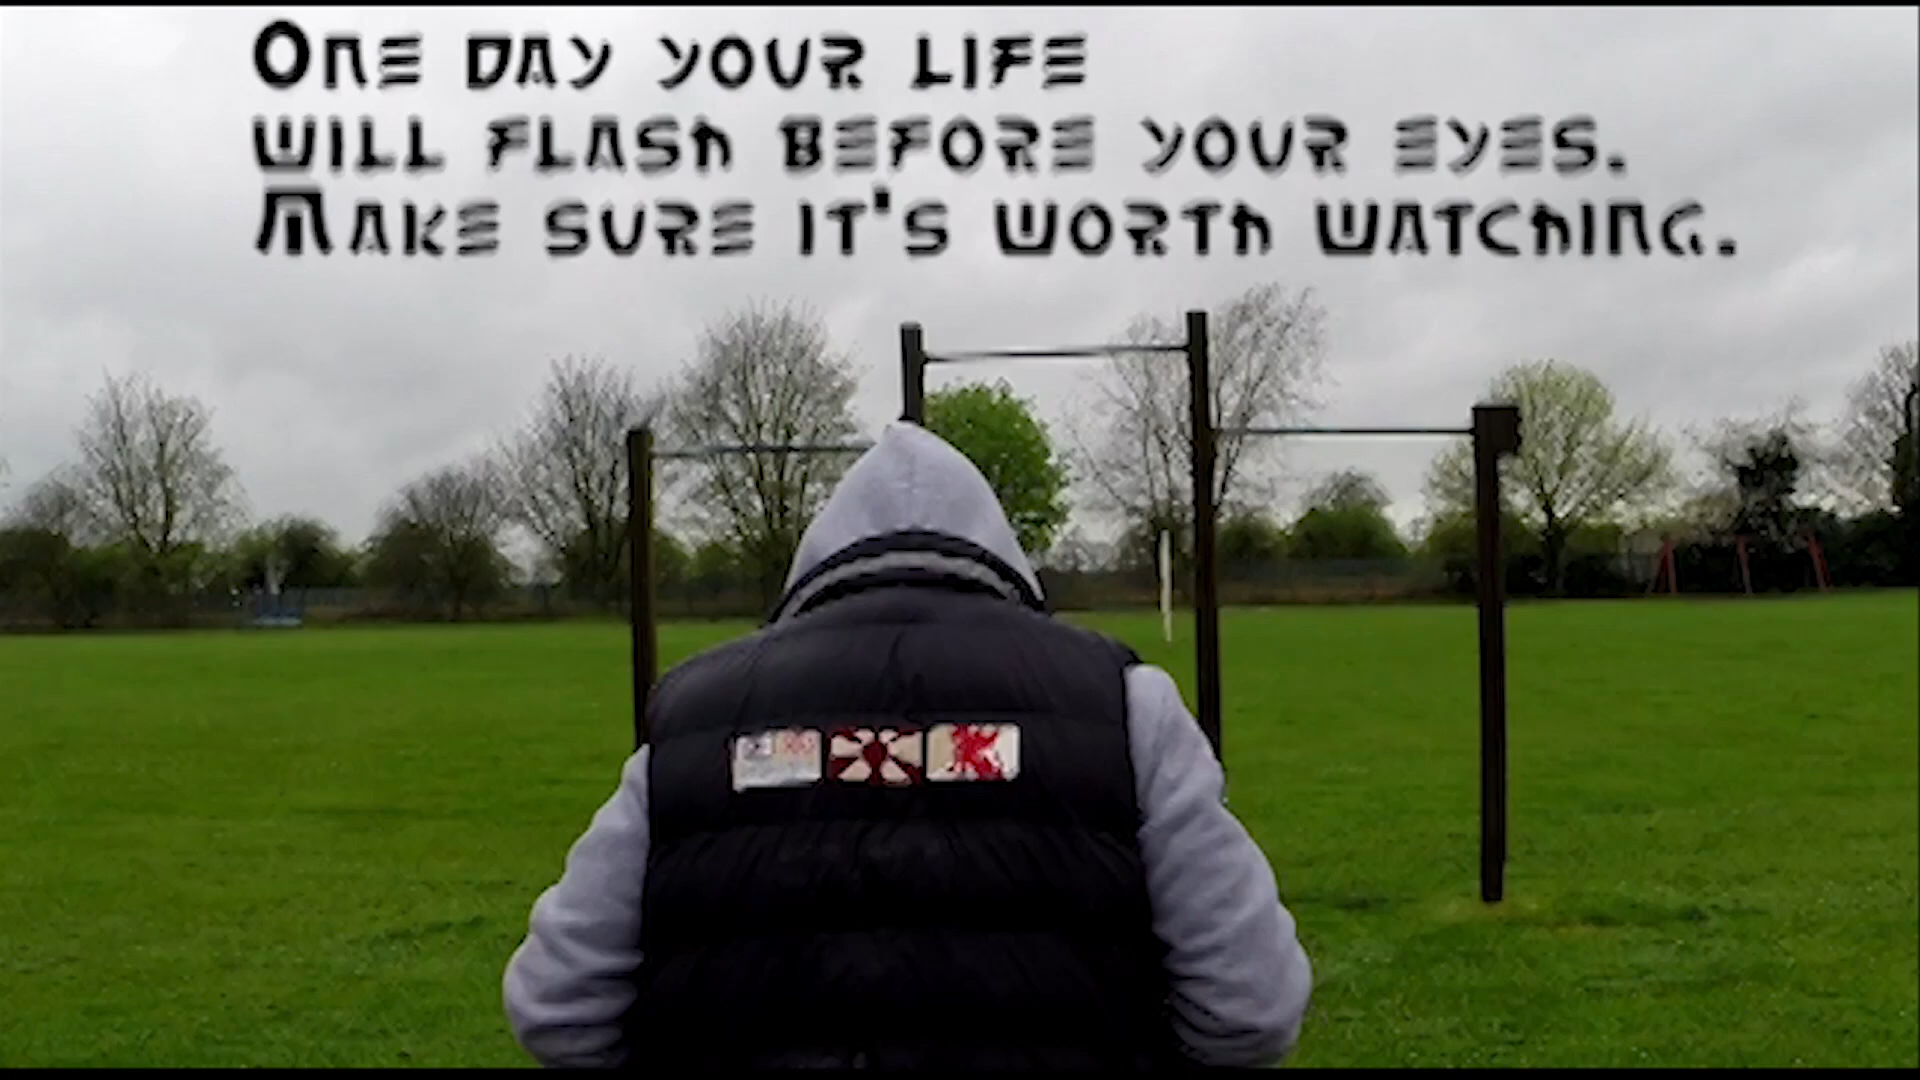 One day your life
will flash before your eyes.
Make sure it's worth watching.